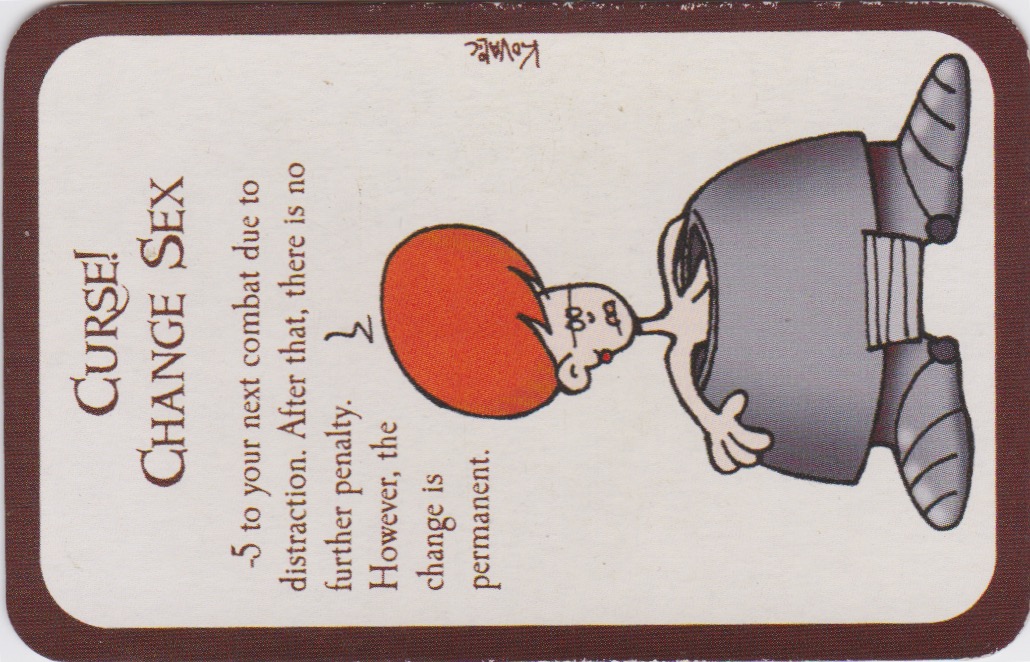 CURSE!
CHANGE SEX
-5 to your next combat due to
distraction. After that, there is no
further penalty.
However, the
change is
permanent.
KOVALIC